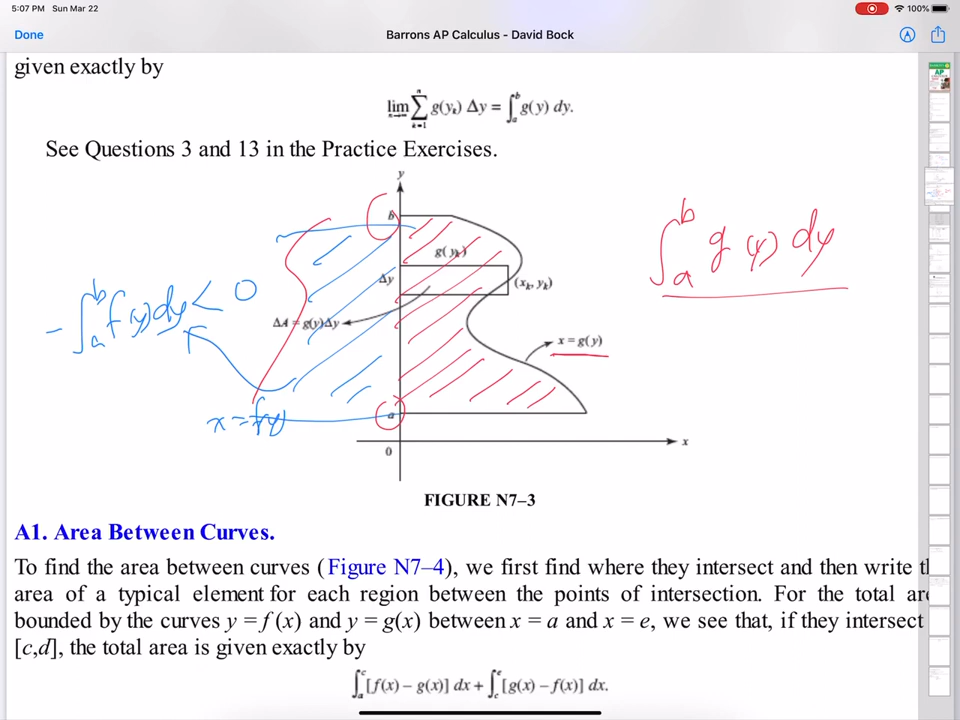 5:07 PM Sun Mar 22
100%
Done
Barrons AP Calculus - David Bock
given exactly by
lim n→∞ ∑ k=1 n g(yₖ) Δy = ∫ₐᵇ g(y) dy.
See Questions 3 and 13 in the Practice Exercises.
y
b
g(yₖ)
Δy
(xₖ, yₖ)
ΔA = g(y)Δy
x = g(y)
a
0
x
∫ₐᵇ g(y) dy
- ∫ₐᵇ f(y) dy < 0
x = f(y)
FIGURE N7–3
A1. Area Between Curves.
To find the area between curves (Figure N7–4), we first find where they intersect and then write
area of a typical element for each region between the points of intersection. For the total
bounded by the curves y = f (x) and y = g(x) between x = a and x = e, we see that, if they intersect
[c,d], the total area is given exactly by
∫ₐᶜ [f(x) – g(x)] dx + ∫꜀ᵉ [g(x) – f(x)] dx.